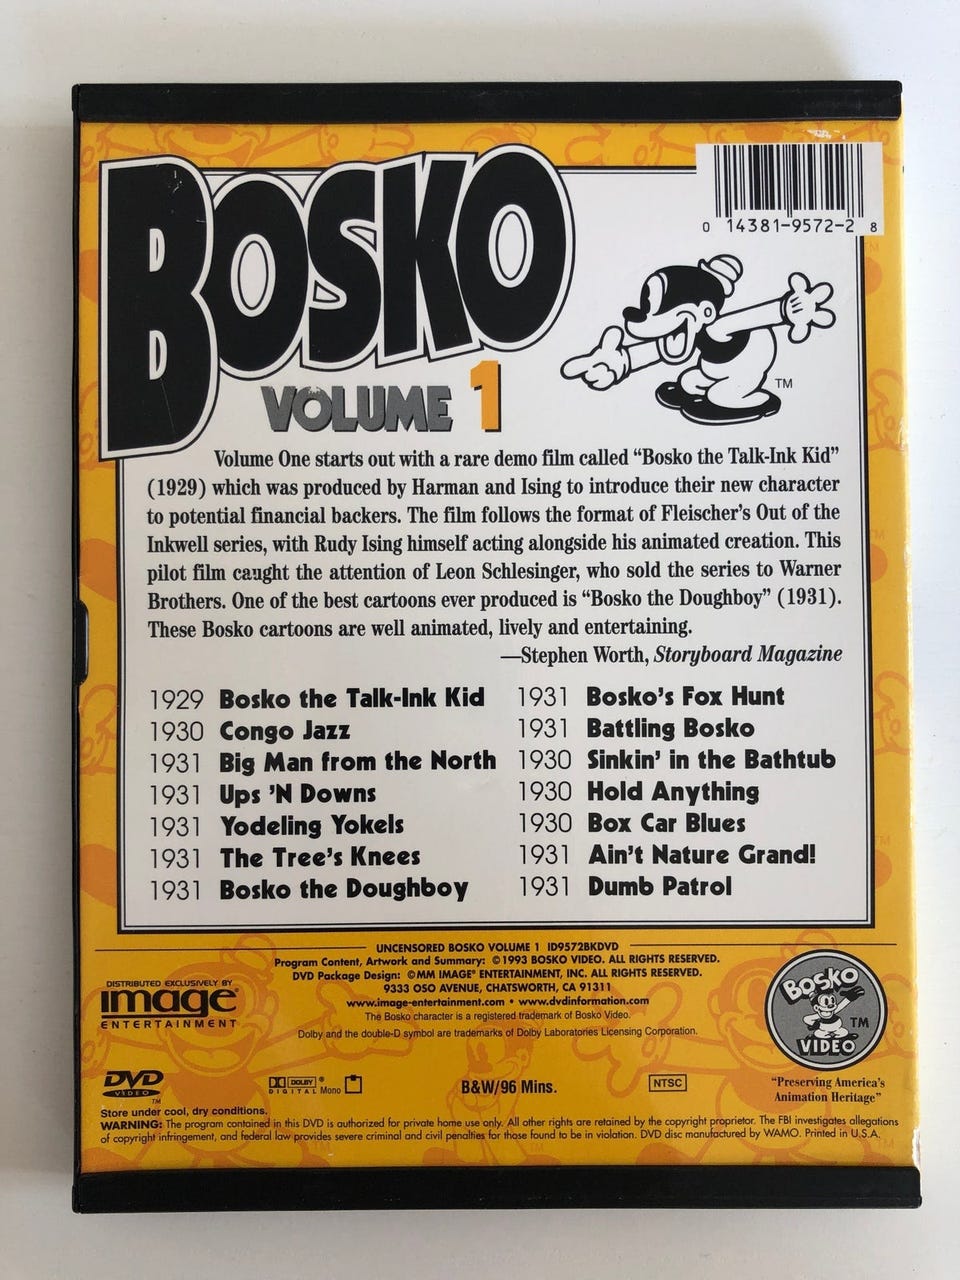 BOSKO
VOLUME 1
0 14381-9572-2 8
TM
Volume One starts out with a rare demo film called “Bosko the Talk-Ink Kid”
(1929) which was produced by Harman and Ising to introduce their new character
to potential financial backers. The film follows the format of Fleischer’s Out of the
Inkwell series, with Rudy Ising himself acting alongside his animated creation. This
pilot film caught the attention of Leon Schlesinger, who sold the series to Warner
Brothers. One of the best cartoons ever produced is “Bosko the Doughboy” (1931).
These Bosko cartoons are well animated, lively and entertaining.
—Stephen Worth, Storyboard Magazine
1929 Bosko the Talk-Ink Kid
1930 Congo Jazz
1931 Big Man from the North
1931 Ups ’N Downs
1931 Yodeling Yokels
1931 The Tree’s Knees
1931 Bosko the Doughboy
1931 Bosko’s Fox Hunt
1931 Battling Bosko
1930 Sinkin’ in the Bathtub
1930 Hold Anything
1930 Box Car Blues
1931 Ain’t Nature Grand!
1931 Dumb Patrol
UNCENSORED BOSKO VOLUME 1 ID9572BKDVD
Program Content, Artwork and Summary: ©1993 BOSKO VIDEO. ALL RIGHTS RESERVED.
DVD Package Design: ©MM IMAGE® ENTERTAINMENT, INC. ALL RIGHTS RESERVED.
9333 OSO AVENUE, CHATSWORTH, CA 91311
www.image-entertainment.com • www.dvdinformation.com
The Bosko character is a registered trademark of Bosko Video.
Dolby and the double-D symbol are trademarks of Dolby Laboratories Licensing Corporation.
DISTRIBUTED EXCLUSIVELY BY
image®
ENTERTAINMENT
BOSKO
TM
VIDEO
“Preserving America’s
Animation Heritage”
DVD
VIDEO
TM
DOLBY ®
DIGITAL Mono
B&W/96 Mins.
NTSC
Store under cool, dry conditions.
WARNING: The program contained in this DVD is authorized for private home use only. All other rights are retained by the copyright proprietor. The FBI investigates allegations
of copyright infringement, and federal law provides severe criminal and civil penalties for those found to be in violation. DVD disc manufactured by WAMO. Printed in U.S.A.